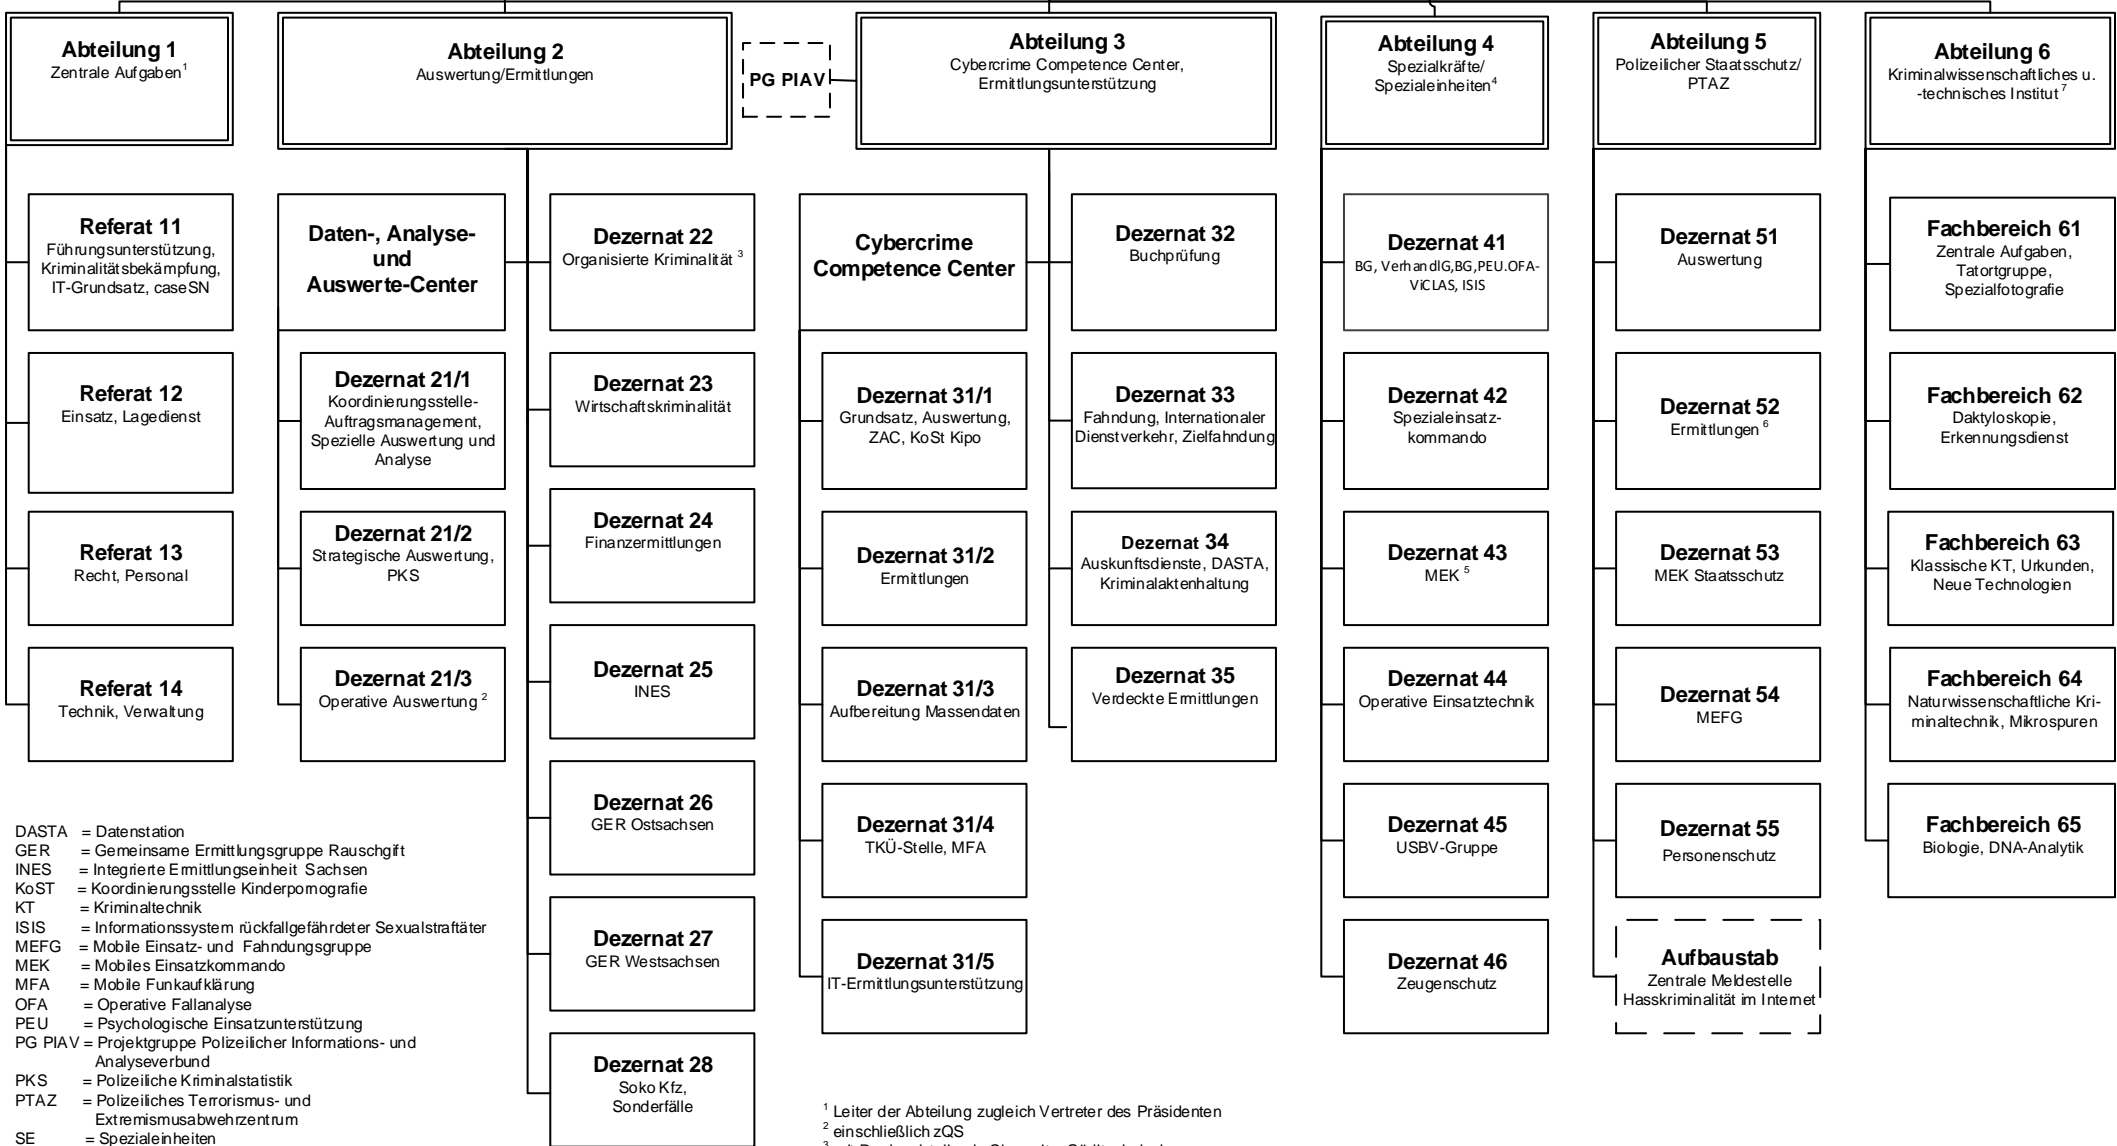 Abteilung 1
Zentrale Aufgaben¹
Abteilung 2
Auswertung/Ermittlungen
PG PIAV
Abteilung 3
Cybercrime Competence Center,
Ermittlungsunterstützung
Abteilung 4
Spezialkräfte/
Spezialeinheiten⁴
Abteilung 5
Polizeilicher Staatsschutz/
PTAZ
Abteilung 6
Kriminalwissenschaftliches u.
-technisches Institut ⁷
Referat 11
Führungsunterstützung,
Kriminalitätsbekämpfung,
IT-Grundsatz, caseSN
Referat 12
Einsatz, Lagedienst
Referat 13
Recht, Personal
Referat 14
Technik, Verwaltung
Daten-, Analyse-
und
Auswerte-Center
Dezernat 21/1
Koordinierungsstelle-
Auftragsmanagement,
Spezielle Auswertung und
Analyse
Dezernat 21/2
Strategische Auswertung,
PKS
Dezernat 21/3
Operative Auswertung ²
Dezernat 22
Organisierte Kriminalität ³
Dezernat 23
Wirtschaftskriminalität
Dezernat 24
Finanzermittlungen
Dezernat 25
INES
Dezernat 26
GER Ostsachsen
Dezernat 27
GER Westsachsen
Dezernat 28
Soko Kfz,
Sonderfälle
Cybercrime
Competence Center
Dezernat 31/1
Grundsatz, Auswertung,
ZAC, KoSt Kipo
Dezernat 31/2
Ermittlungen
Dezernat 31/3
Aufbereitung Massendaten
Dezernat 31/4
TKÜ-Stelle, MFA
Dezernat 31/5
IT-Ermittlungsunterstützung
Dezernat 32
Buchprüfung
Dezernat 33
Fahndung, Internationaler
Dienstverkehr, Zielfahndung
Dezernat 34
Auskunftsdienste, DASTA,
Kriminalaktenhaltung
Dezernat 35
Verdeckte Ermittlungen
Dezernat 41
BG, VerhandlG,BG,PEU.OFA-
ViCLAS, ISIS
Dezernat 42
Spezialeinsatz-
kommando
Dezernat 43
MEK ⁵
Dezernat 44
Operative Einsatztechnik
Dezernat 45
USBV-Gruppe
Dezernat 46
Zeugenschutz
Dezernat 51
Auswertung
Dezernat 52
Ermittlungen ⁶
Dezernat 53
MEK Staatsschutz
Dezernat 54
MEFG
Dezernat 55
Personenschutz
Aufbaustab
Zentrale Meldestelle
Hasskriminalität im Internet
Fachbereich 61
Zentrale Aufgaben,
Tatortgruppe,
Spezialfotografie
Fachbereich 62
Daktyloskopie,
Erkennungsdienst
Fachbereich 63
Klassische KT, Urkunden,
Neue Technologien
Fachbereich 64
Naturwissenschaftliche Kri-
minaltechnik, Mikrospuren
Fachbereich 65
Biologie, DNA-Analytik
DASTA = Datenstation
GER = Gemeinsame Ermittlungsgruppe Rauschgift
INES = Integrierte Ermittlungseinheit Sachsen
KoST = Koordinierungsstelle Kinderpornografie
KT = Kriminaltechnik
ISIS = Informationssystem rückfallgefährdeter Sexualstraftäter
MEFG = Mobile Einsatz- und Fahndungsgruppe
MEK = Mobiles Einsatzkommando
MFA = Mobile Funkaufklärung
OFA = Operative Fallanalyse
PEU = Psychologische Einsatzunterstützung
PG PIAV = Projektgruppe Polizeilicher Informations- und
Analyseverbund
PKS = Polizeiliche Kriminalstatistik
PTAZ = Polizeiliches Terrorismus- und
Extremismusabwehrzentrum
SE = Spezialeinheiten
¹ Leiter der Abteilung zugleich Vertreter des Präsidenten
² einschließlich zQS